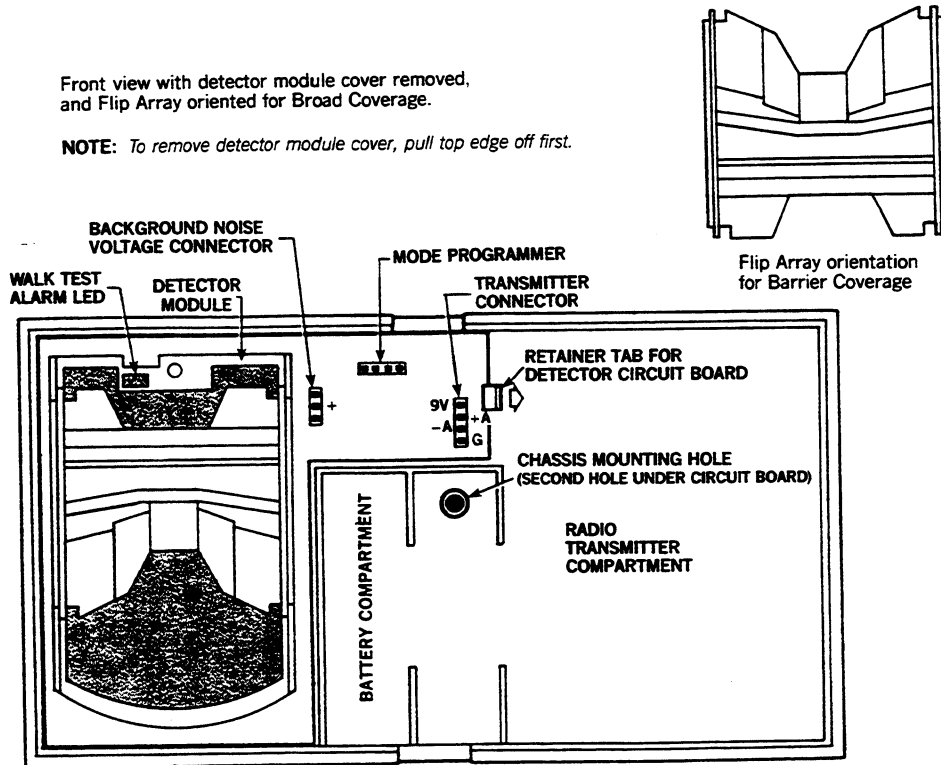 Front view with detector module cover removed,
and Flip Array oriented for Broad Coverage.
NOTE: To remove detector module cover, pull top edge off first.
Flip Array orientation
for Barrier Coverage
BACKGROUND NOISE
VOLTAGE CONNECTOR
MODE PROGRAMMER
WALK TEST
ALARM LED
DETECTOR
MODULE
TRANSMITTER
CONNECTOR
RETAINER TAB FOR
DETECTOR CIRCUIT BOARD
+
9V
+A
-A
G
CHASSIS MOUNTING HOLE
(SECOND HOLE UNDER CIRCUIT BOARD)
BATTERY COMPARTMENT
RADIO
TRANSMITTER
COMPARTMENT